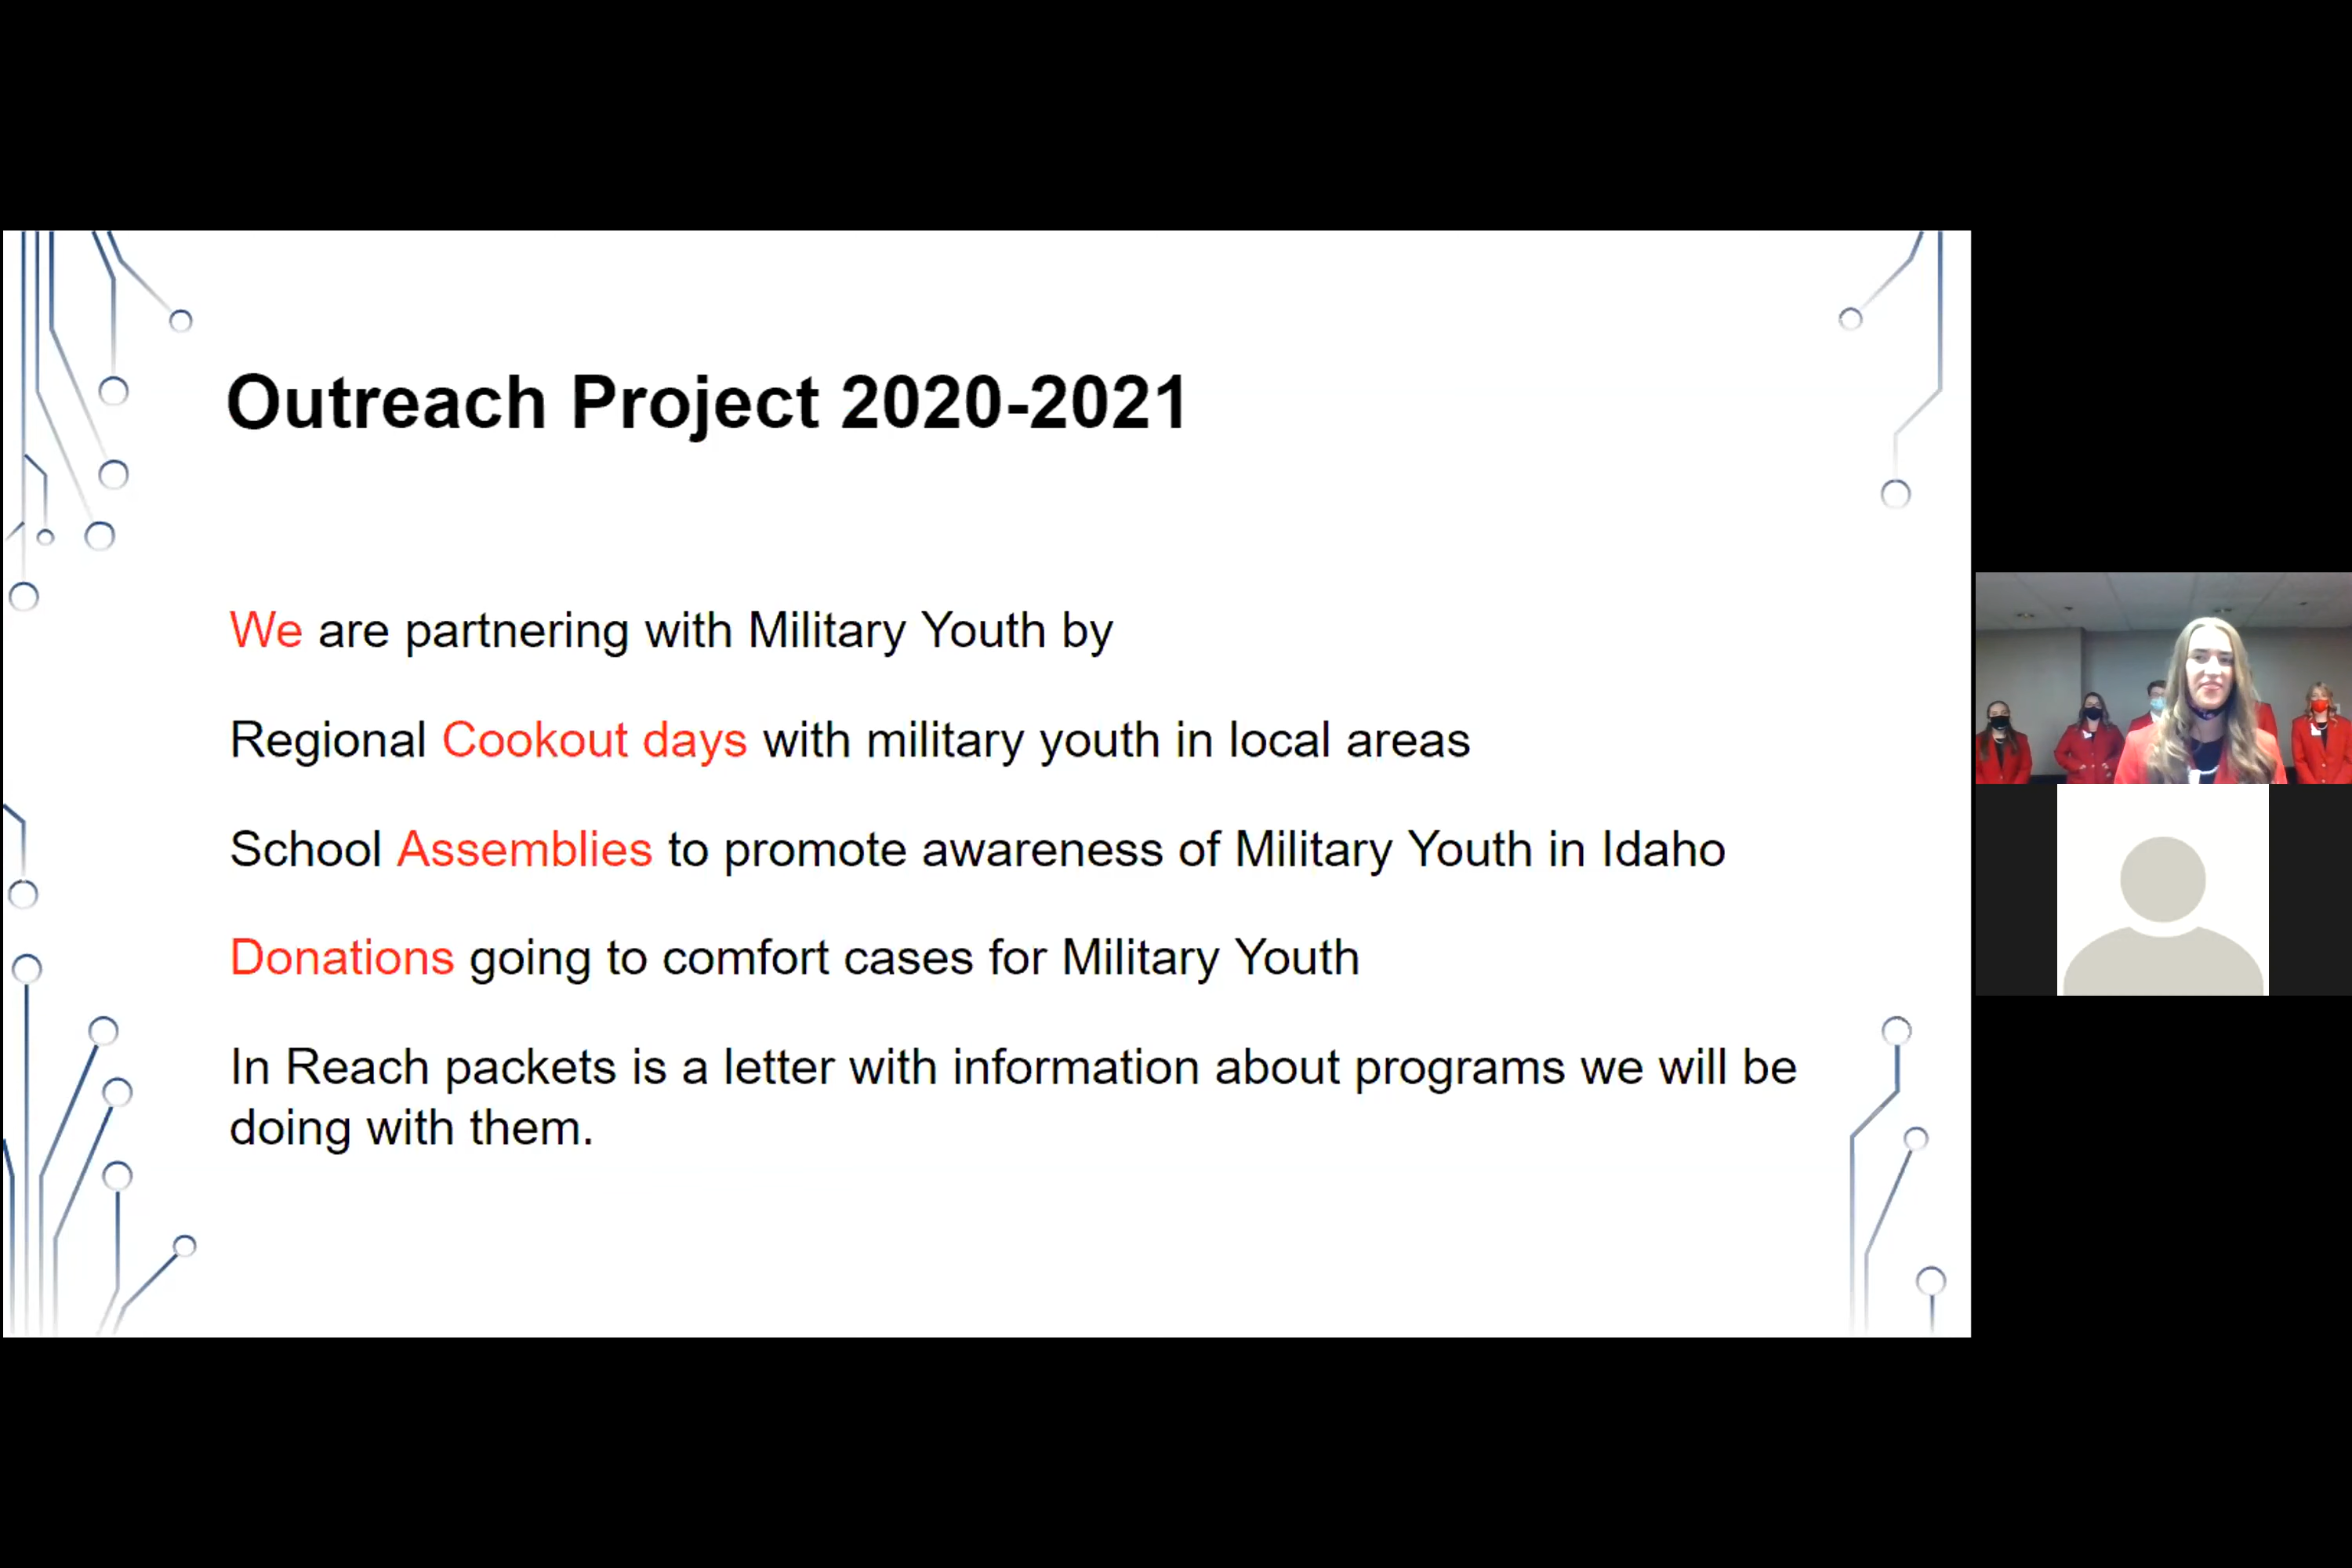 Outreach Project 2020-2021
We are partnering with Military Youth by
Regional Cookout days with military youth in local areas
School Assemblies to promote awareness of Military Youth in Idaho
Donations going to comfort cases for Military Youth
In Reach packets is a letter with information about programs we will be
doing with them.